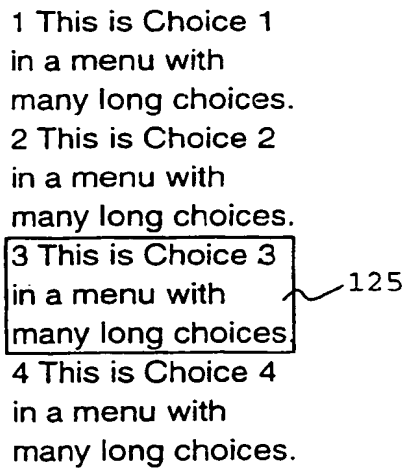 1 This is Choice 1
in a menu with
many long choices.
2 This is Choice 2
in a menu with
many long choices.
3 This is Choice 3
in a menu with
many long choices.
125
4 This is Choice 4
in a menu with
many long choices.